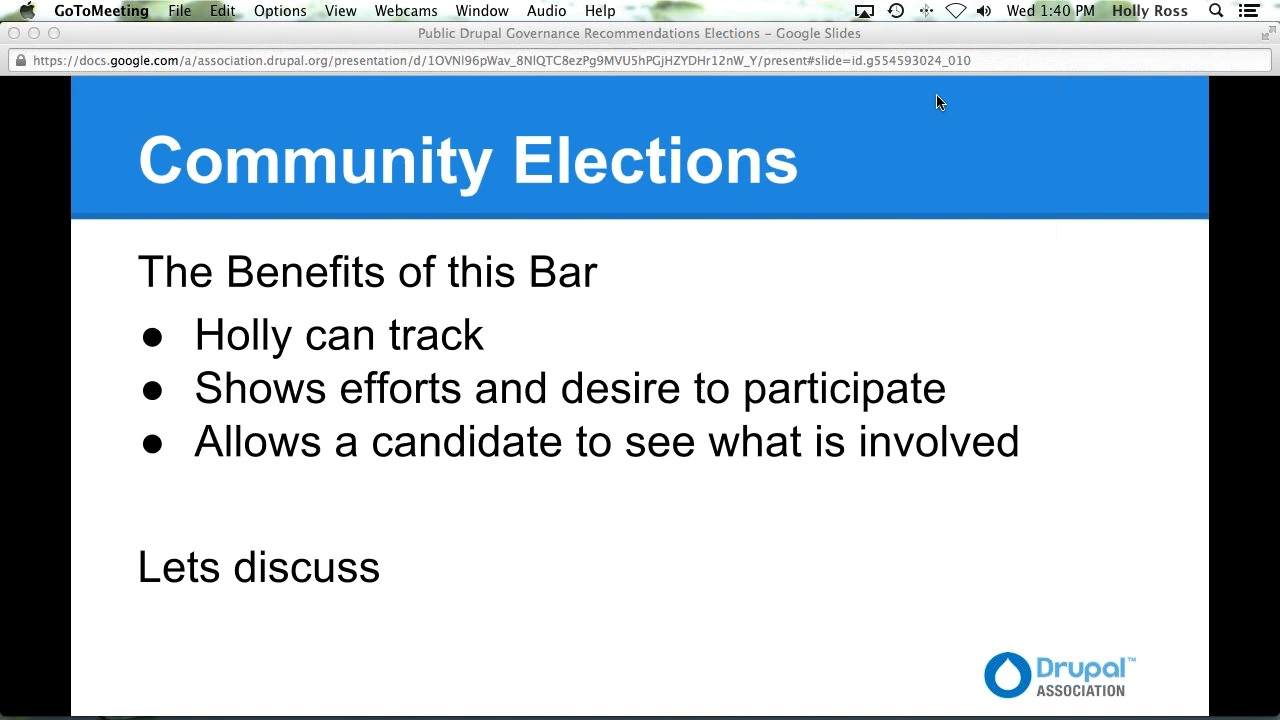 GoToMeeting File Edit Options View Webcams Window Audio Help Wed 1:40 PM Holly Ross
Public Drupal Governance Recommendations Elections – Google Slides
https://docs.google.com/a/association.drupal.org/presentation/d/1OVNl96pWav_8NlQTC8ezPg9MVU5hPGjHZYDHr12nW_Y/present#slide=id.g554593024_010
Community Elections
The Benefits of this Bar
● Holly can track
● Shows efforts and desire to participate
● Allows a candidate to see what is involved
Lets discuss
Drupal™
ASSOCIATION